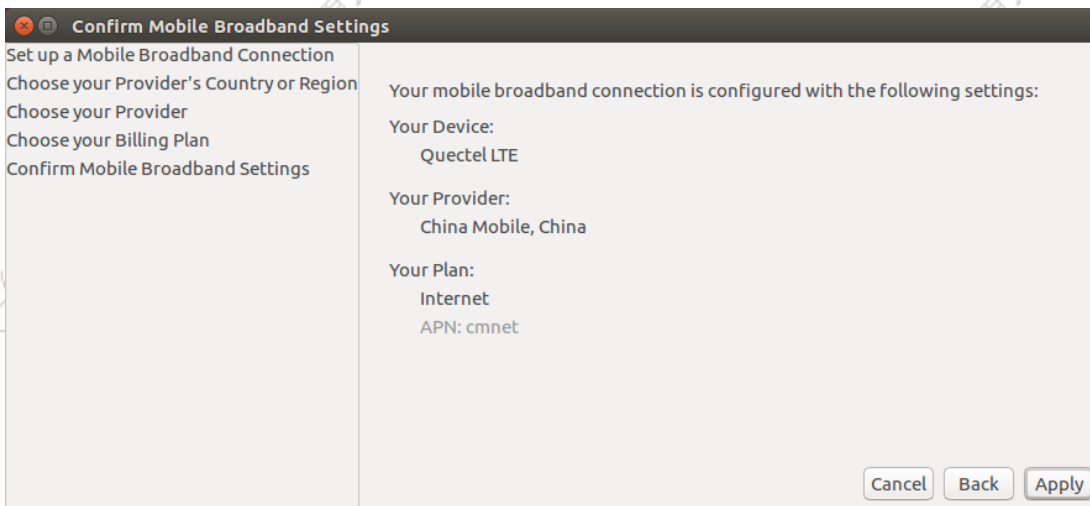 Confirm Mobile Broadband Settings
Set up a Mobile Broadband Connection
Choose your Provider's Country or Region
Choose your Provider
Choose your Billing Plan
Confirm Mobile Broadband Settings
Your mobile broadband connection is configured with the following settings:
Your Device:
Quectel LTE
Your Provider:
China Mobile, China
Your Plan:
Internet
APN: cmnet
Cancel Back Apply